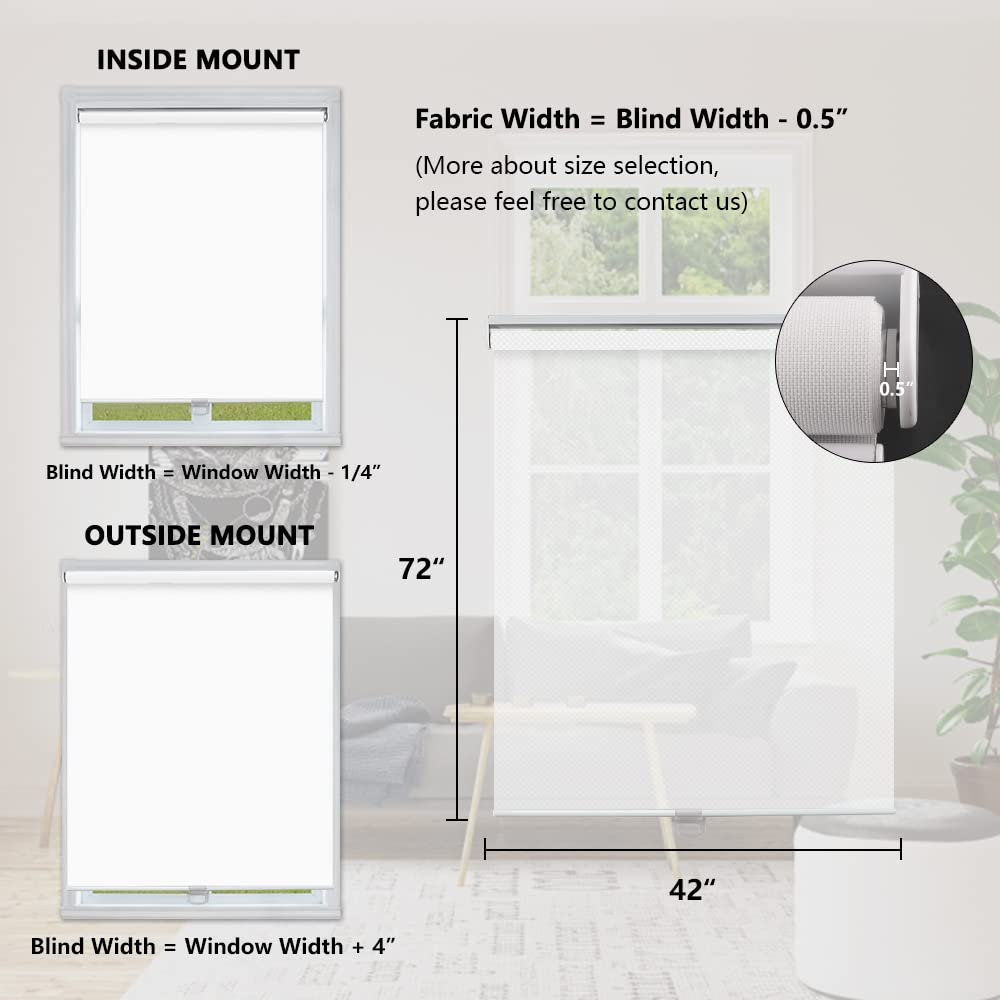 INSIDE MOUNT
Fabric Width = Blind Width - 0.5”
(More about size selection,
please feel free to contact us)
0.5”
Blind Width = Window Width - 1/4”
OUTSIDE MOUNT
72“
42“
Blind Width = Window Width + 4”